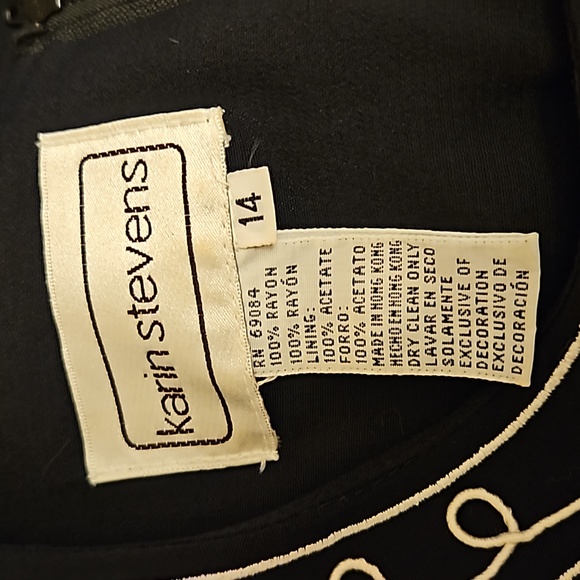 karin stevens
14
RN 69084
100% RAYON
100% RAYÓN
LINING:
100% ACETATE
FORRO:
100% ACETATO
MADE IN HONG KONG
HECHO EN HONG KONG
DRY CLEAN ONLY
LAVAR EN SECO
SOLAMENTE
EXCLUSIVE OF
DECORATION
EXCLUSIVO DE
DECORACIÓN